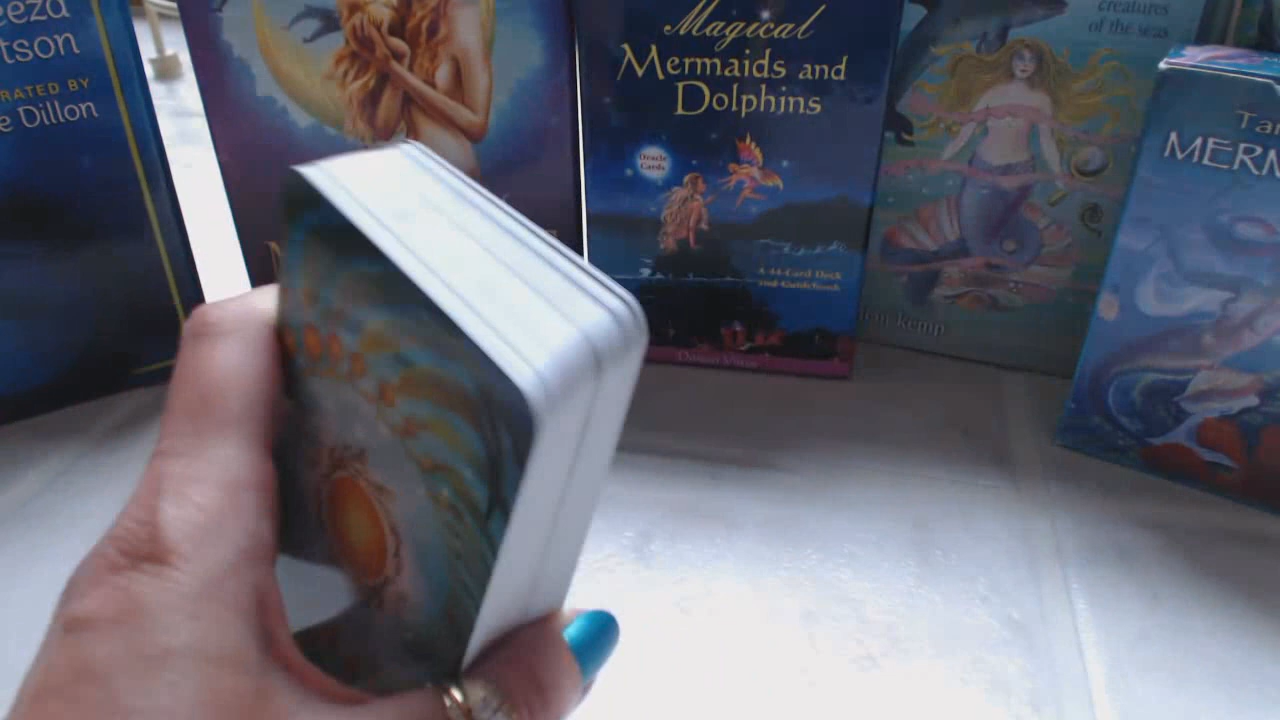 eeza
tson
RATED BY
e Dillon
Magical
Mermaids and
Dolphins
Oracle
Cards
A 44-Card Deck
and Guidebook
creatures
of the seas
kemp
Ta
MERM